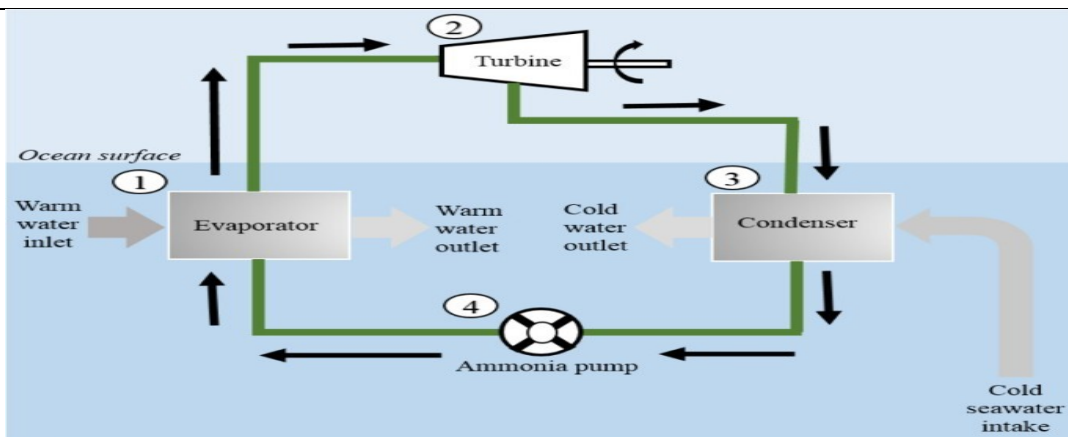 2
Turbine
Ocean surface
1
3
Warm
water
inlet
Evaporator
Warm
water
outlet
Cold
water
outlet
Condenser
4
Ammonia pump
Cold
seawater
intake